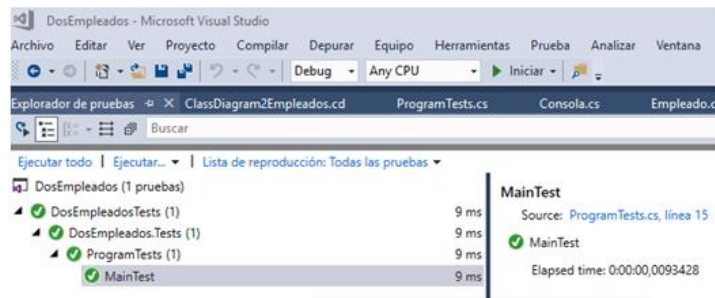 DosEmpleados - Microsoft Visual Studio
Archivo Editar Ver Proyecto Compilar Depurar Equipo Herramientas Prueba Analizar Ventana
Debug Any CPU Iniciar
Explorador de pruebas ClassDiagram2Empleados.cd ProgramTests.cs Consola.cs Empleado.c
Buscar
Ejecutar todo | Ejecutar... | Lista de reproducción: Todas las pruebas
DosEmpleados (1 pruebas)
DosEmpleadosTests (1) 9 ms
DosEmpleados.Tests (1) 9 ms
ProgramTests (1) 9 ms
MainTest 9 ms
MainTest
Source: ProgramTests.cs, línea 15
MainTest
Elapsed time: 0:00:00,0093428